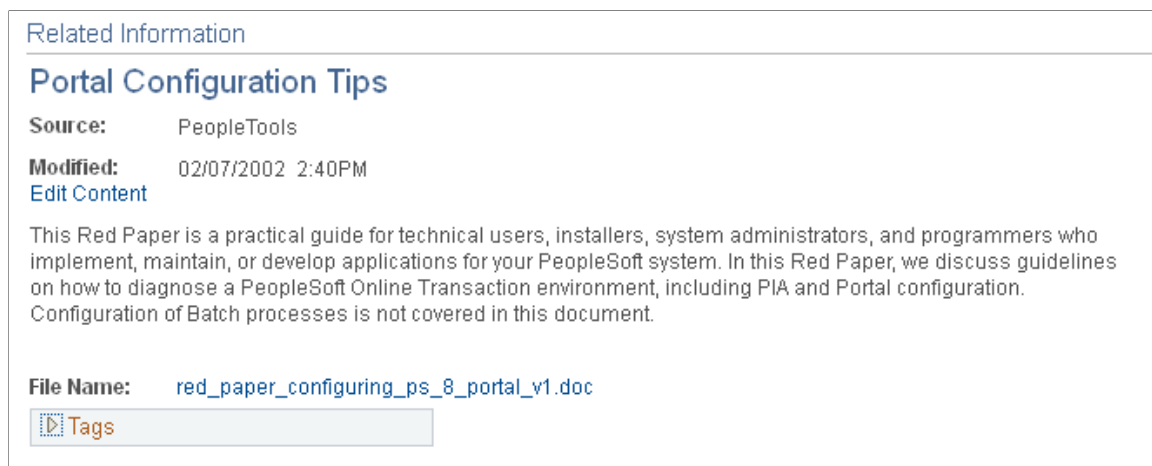 Related Information
Portal Configuration Tips
Source: PeopleTools
Modified: 02/07/2002 2:40PM
Edit Content
This Red Paper is a practical guide for technical users, installers, system administrators, and programmers who
implement, maintain, or develop applications for your PeopleSoft system. In this Red Paper, we discuss guidelines
on how to diagnose a PeopleSoft Online Transaction environment, including PIA and Portal configuration.
Configuration of Batch processes is not covered in this document.
File Name: red_paper_configuring_ps_8_portal_v1.doc
Tags